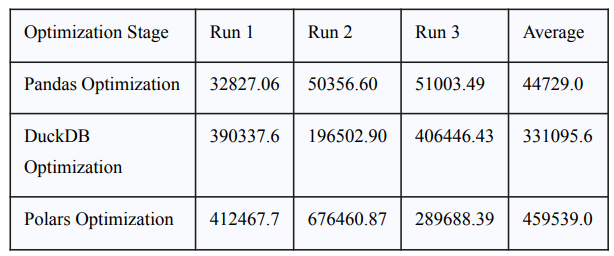 Optimization Stage Run 1 Run 2 Run 3 Average
Pandas Optimization 32827.06 50356.60 51003.49 44729.0
DuckDB 390337.6 196502.90 406446.43 331095.6
Optimization
Polars Optimization 412467.7 676460.87 289688.39 459539.0